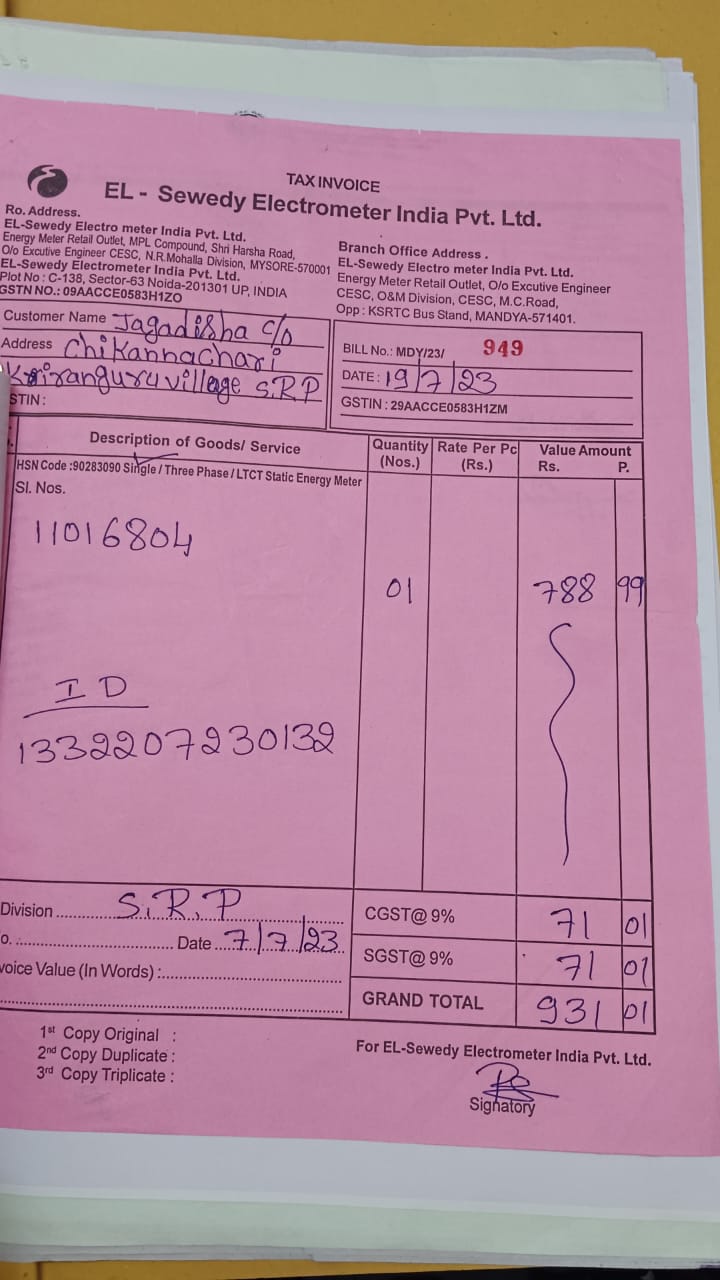 TAX INVOICE
EL - Sewedy Electrometer India Pvt. Ltd.
Ro. Address.
EL-Sewedy Electro meter India Pvt. Ltd.
Energy Meter Retail Outlet, MPL Compound, Shri Harsha Road,
O/o Excutive Engineer CESC, N.R.Mohalla Division, MYSORE-570001
EL-Sewedy Electrometer India Pvt. Ltd.
Plot No : C-138, Sector-63 Noida-201301 UP, INDIA
GSTN NO.: 09AACCE0583H1ZO
Branch Office Address .
EL-Sewedy Electro meter India Pvt. Ltd.
Energy Meter Retail Outlet, O/o Excutive Engineer
CESC, O&M Division, CESC, M.C.Road,
Opp : KSRTC Bus Stand, MANDYA-571401.
Customer Name Jagadisha c/o
Address Chikannachari
Kiranguru village S.R.P
STIN :
BILL No.: MDY/23/ 949
DATE : 19/7/23
GSTIN : 29AACCE0583H1ZM
Description of Goods/ Service Quantity (Nos.) Rate Per Pc (Rs.) Value Amount Rs. P.
HSN Code :90283090 Single / Three Phase / LTCT Static Energy Meter
Sl. Nos.
11016804
01 788 99
ID
1332207230132
Division S.R.P
CGST@ 9% 71 01
o. Date 7/7/23
SGST@ 9% 71 01
voice Value (In Words) :
GRAND TOTAL 931 01
1st Copy Original :
2nd Copy Duplicate :
3rd Copy Triplicate :
For EL-Sewedy Electrometer India Pvt. Ltd.
Signatory